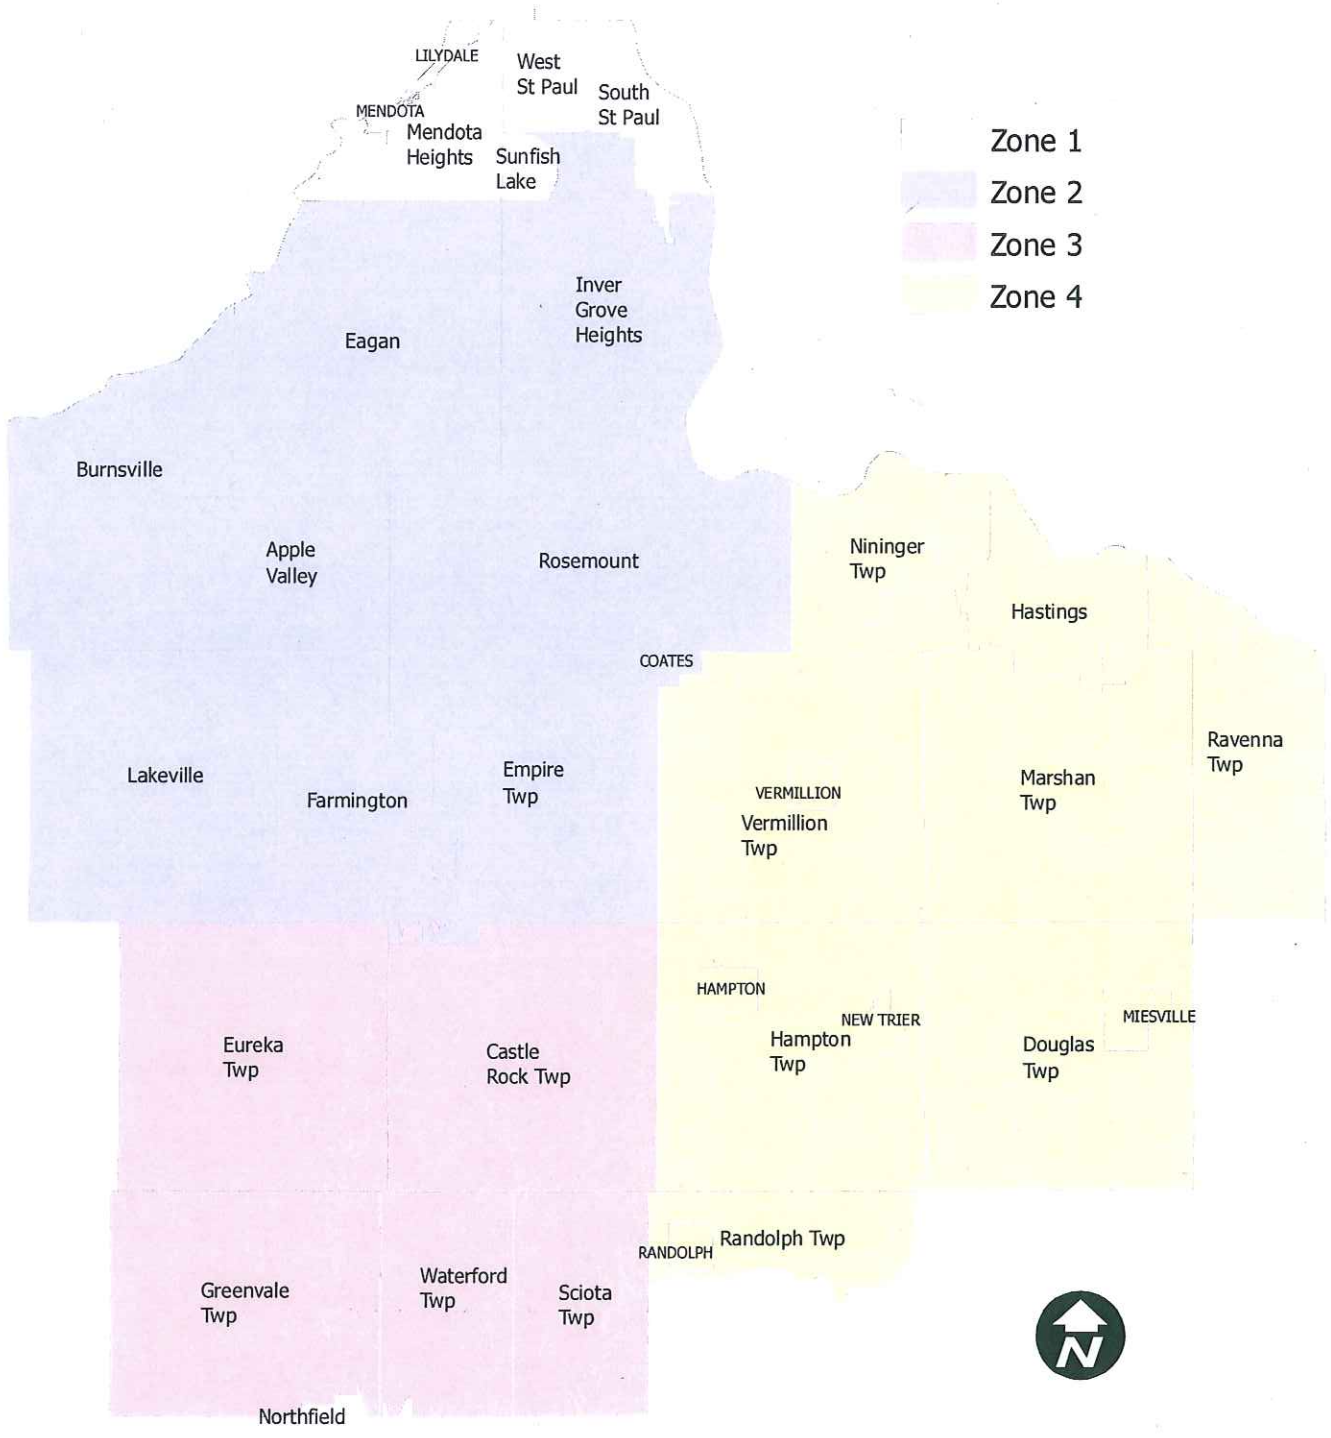 LILYDALE
West
St Paul
South
St Paul
MENDOTA
Mendota
Heights
Sunfish
Lake
Zone 1
Zone 2
Zone 3
Zone 4
Inver
Grove
Heights
Eagan
Burnsville
Apple
Valley
Rosemount
Nininger
Twp
Hastings
COATES
Lakeville
Farmington
Empire
Twp
VERMILLION
Vermillion
Twp
Marshan
Twp
Ravenna
Twp
HAMPTON
NEW TRIER
Hampton
Twp
MIESVILLE
Douglas
Twp
Eureka
Twp
Castle
Rock Twp
RANDOLPH
Randolph Twp
Greenvale
Twp
Waterford
Twp
Sciota
Twp
Northfield
N